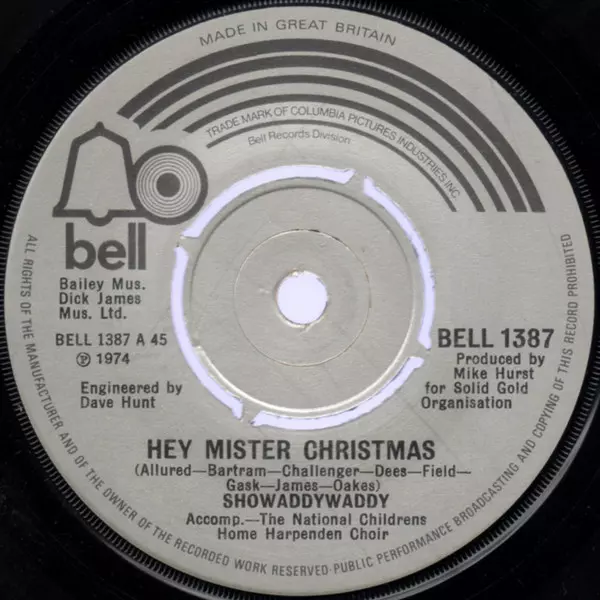 MADE IN GREAT BRITAIN
TRADE MARK OF COLUMBIA PICTURES INDUSTRIES INC
Bell Records Division
bell
Bailey Mus.
Dick James
Mus. Ltd.
BELL 1387 A 45
Ⓟ 1974
Engineered by
Dave Hunt
BELL 1387
Produced by
Mike Hurst
for Solid Gold
Organisation
HEY MISTER CHRISTMAS
(Allured—Bartram—Challenger—Dees—Field—
Gask—James—Oakes)
SHOWADDYWADDY
Accomp.—The National Childrens
Home Harpenden Choir
ALL RIGHTS OF THE MANUFACTURER AND OF THE OWNER OF THE RECORDED WORK RESERVED·PUBLIC PERFORMANCE BROADCASTING AND COPYING OF THIS RECORD PROHIBITED